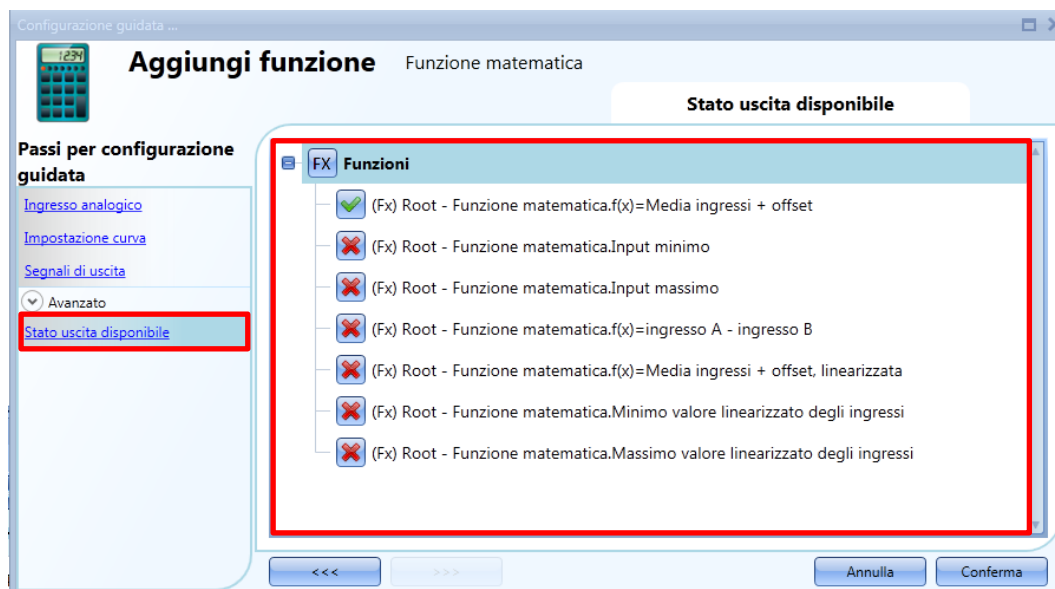 Configurazione guidata ...
1234
Aggiungi funzione
Funzione matematica
Stato uscita disponibile
Passi per configurazione
guidata
Ingresso analogico
Impostazione curva
Segnali di uscita
Avanzato
Stato uscita disponibile
FX Funzioni
(Fx) Root - Funzione matematica.f(x)=Media ingressi + offset
(Fx) Root - Funzione matematica.Input minimo
(Fx) Root - Funzione matematica.Input massimo
(Fx) Root - Funzione matematica.f(x)=ingresso A - ingresso B
(Fx) Root - Funzione matematica.f(x)=Media ingressi + offset, linearizzata
(Fx) Root - Funzione matematica.Minimo valore linearizzato degli ingressi
(Fx) Root - Funzione matematica.Massimo valore linearizzato degli ingressi
<<<
>>>
Annulla
Conferma